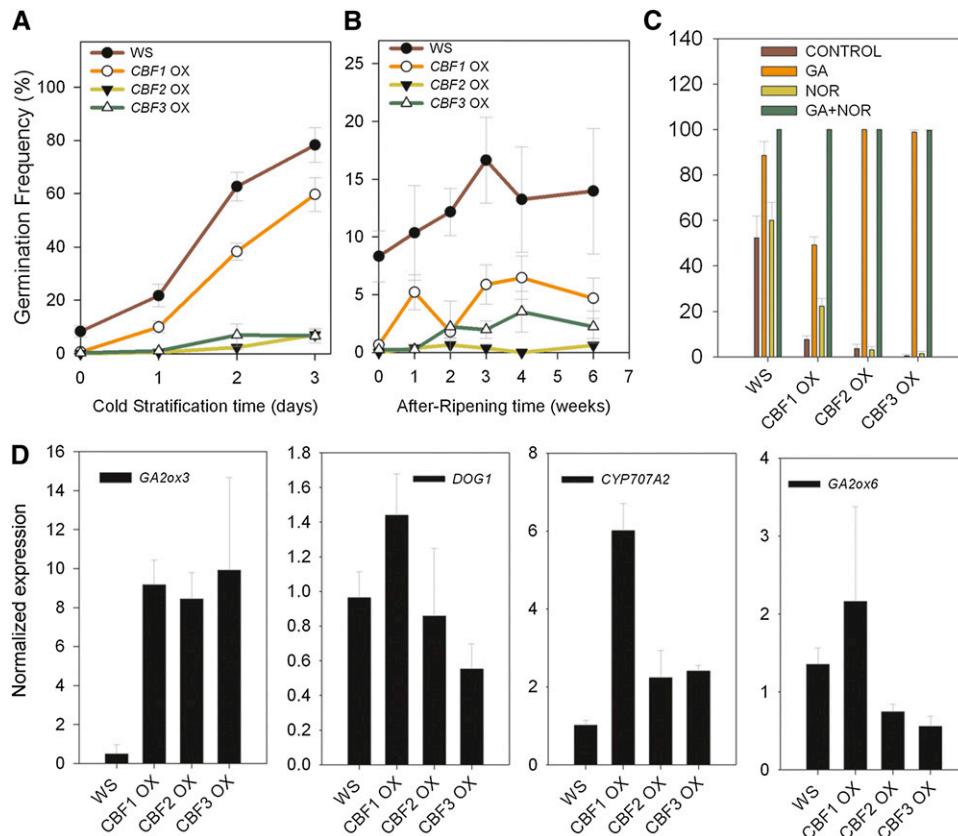 A
WS
CBF1 OX
CBF2 OX
CBF3 OX
Germination Frequency (%)
100
80
60
40
20
0
0 1 2 3
Cold Stratification time (days)
B
WS
CBF1 OX
CBF2 OX
CBF3 OX
25
20
15
10
5
0
0 1 2 3 4 5 6 7
After-Ripening time (weeks)
C
CONTROL
GA
NOR
GA+NOR
140
120
100
80
60
40
20
0
WS
CBF1 OX
CBF2 OX
CBF3 OX
D
Normalized expression
GA2ox3
16
14
12
10
8
6
4
2
0
WS
CBF1 OX
CBF2 OX
CBF3 OX
DOG1
1.8
1.6
1.4
1.2
1.0
0.8
0.6
0.4
0.2
0.0
WS
CBF1 OX
CBF2 OX
CBF3 OX
CYP707A2
8
6
4
2
0
WS
CBF1 OX
CBF2 OX
CBF3 OX
GA2ox6
4
3
2
1
0
WS
CBF1 OX
CBF2 OX
CBF3 OX